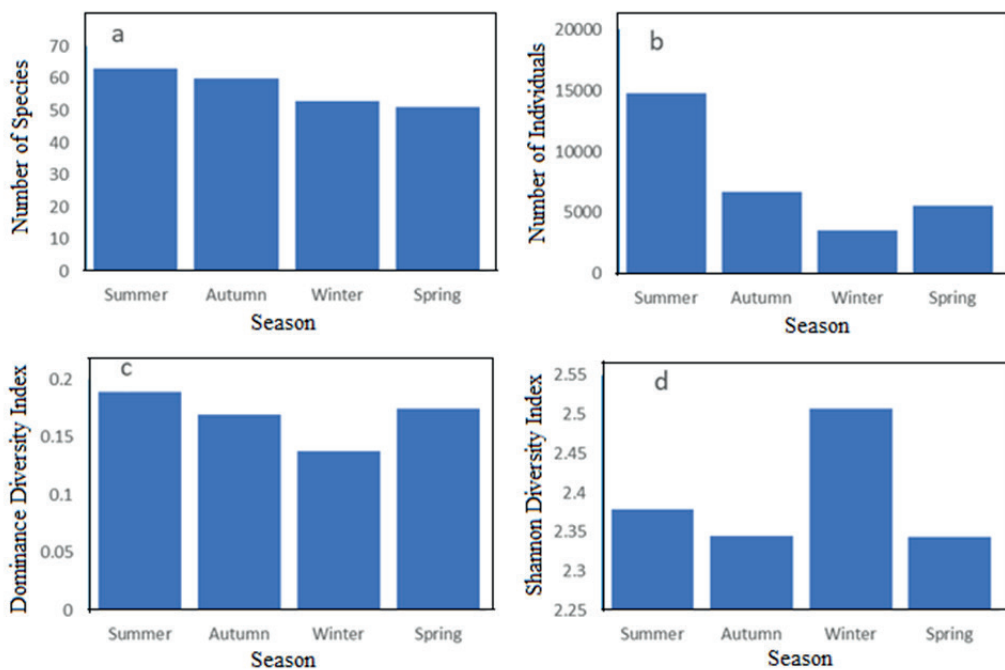 a
Number of Species
70
60
50
40
30
20
10
0
Summer Autumn Winter Spring
Season
b
Number of Individuals
20000
15000
10000
5000
0
Summer Autumn Winter Spring
Season
c
Dominance Diversity Index
0.2
0.15
0.1
0.05
0
Summer Autumn Winter Spring
Season
d
Shannon Diversity Index
2.55
2.5
2.45
2.4
2.35
2.3
2.25
Summer Autumn Winter Spring
Season